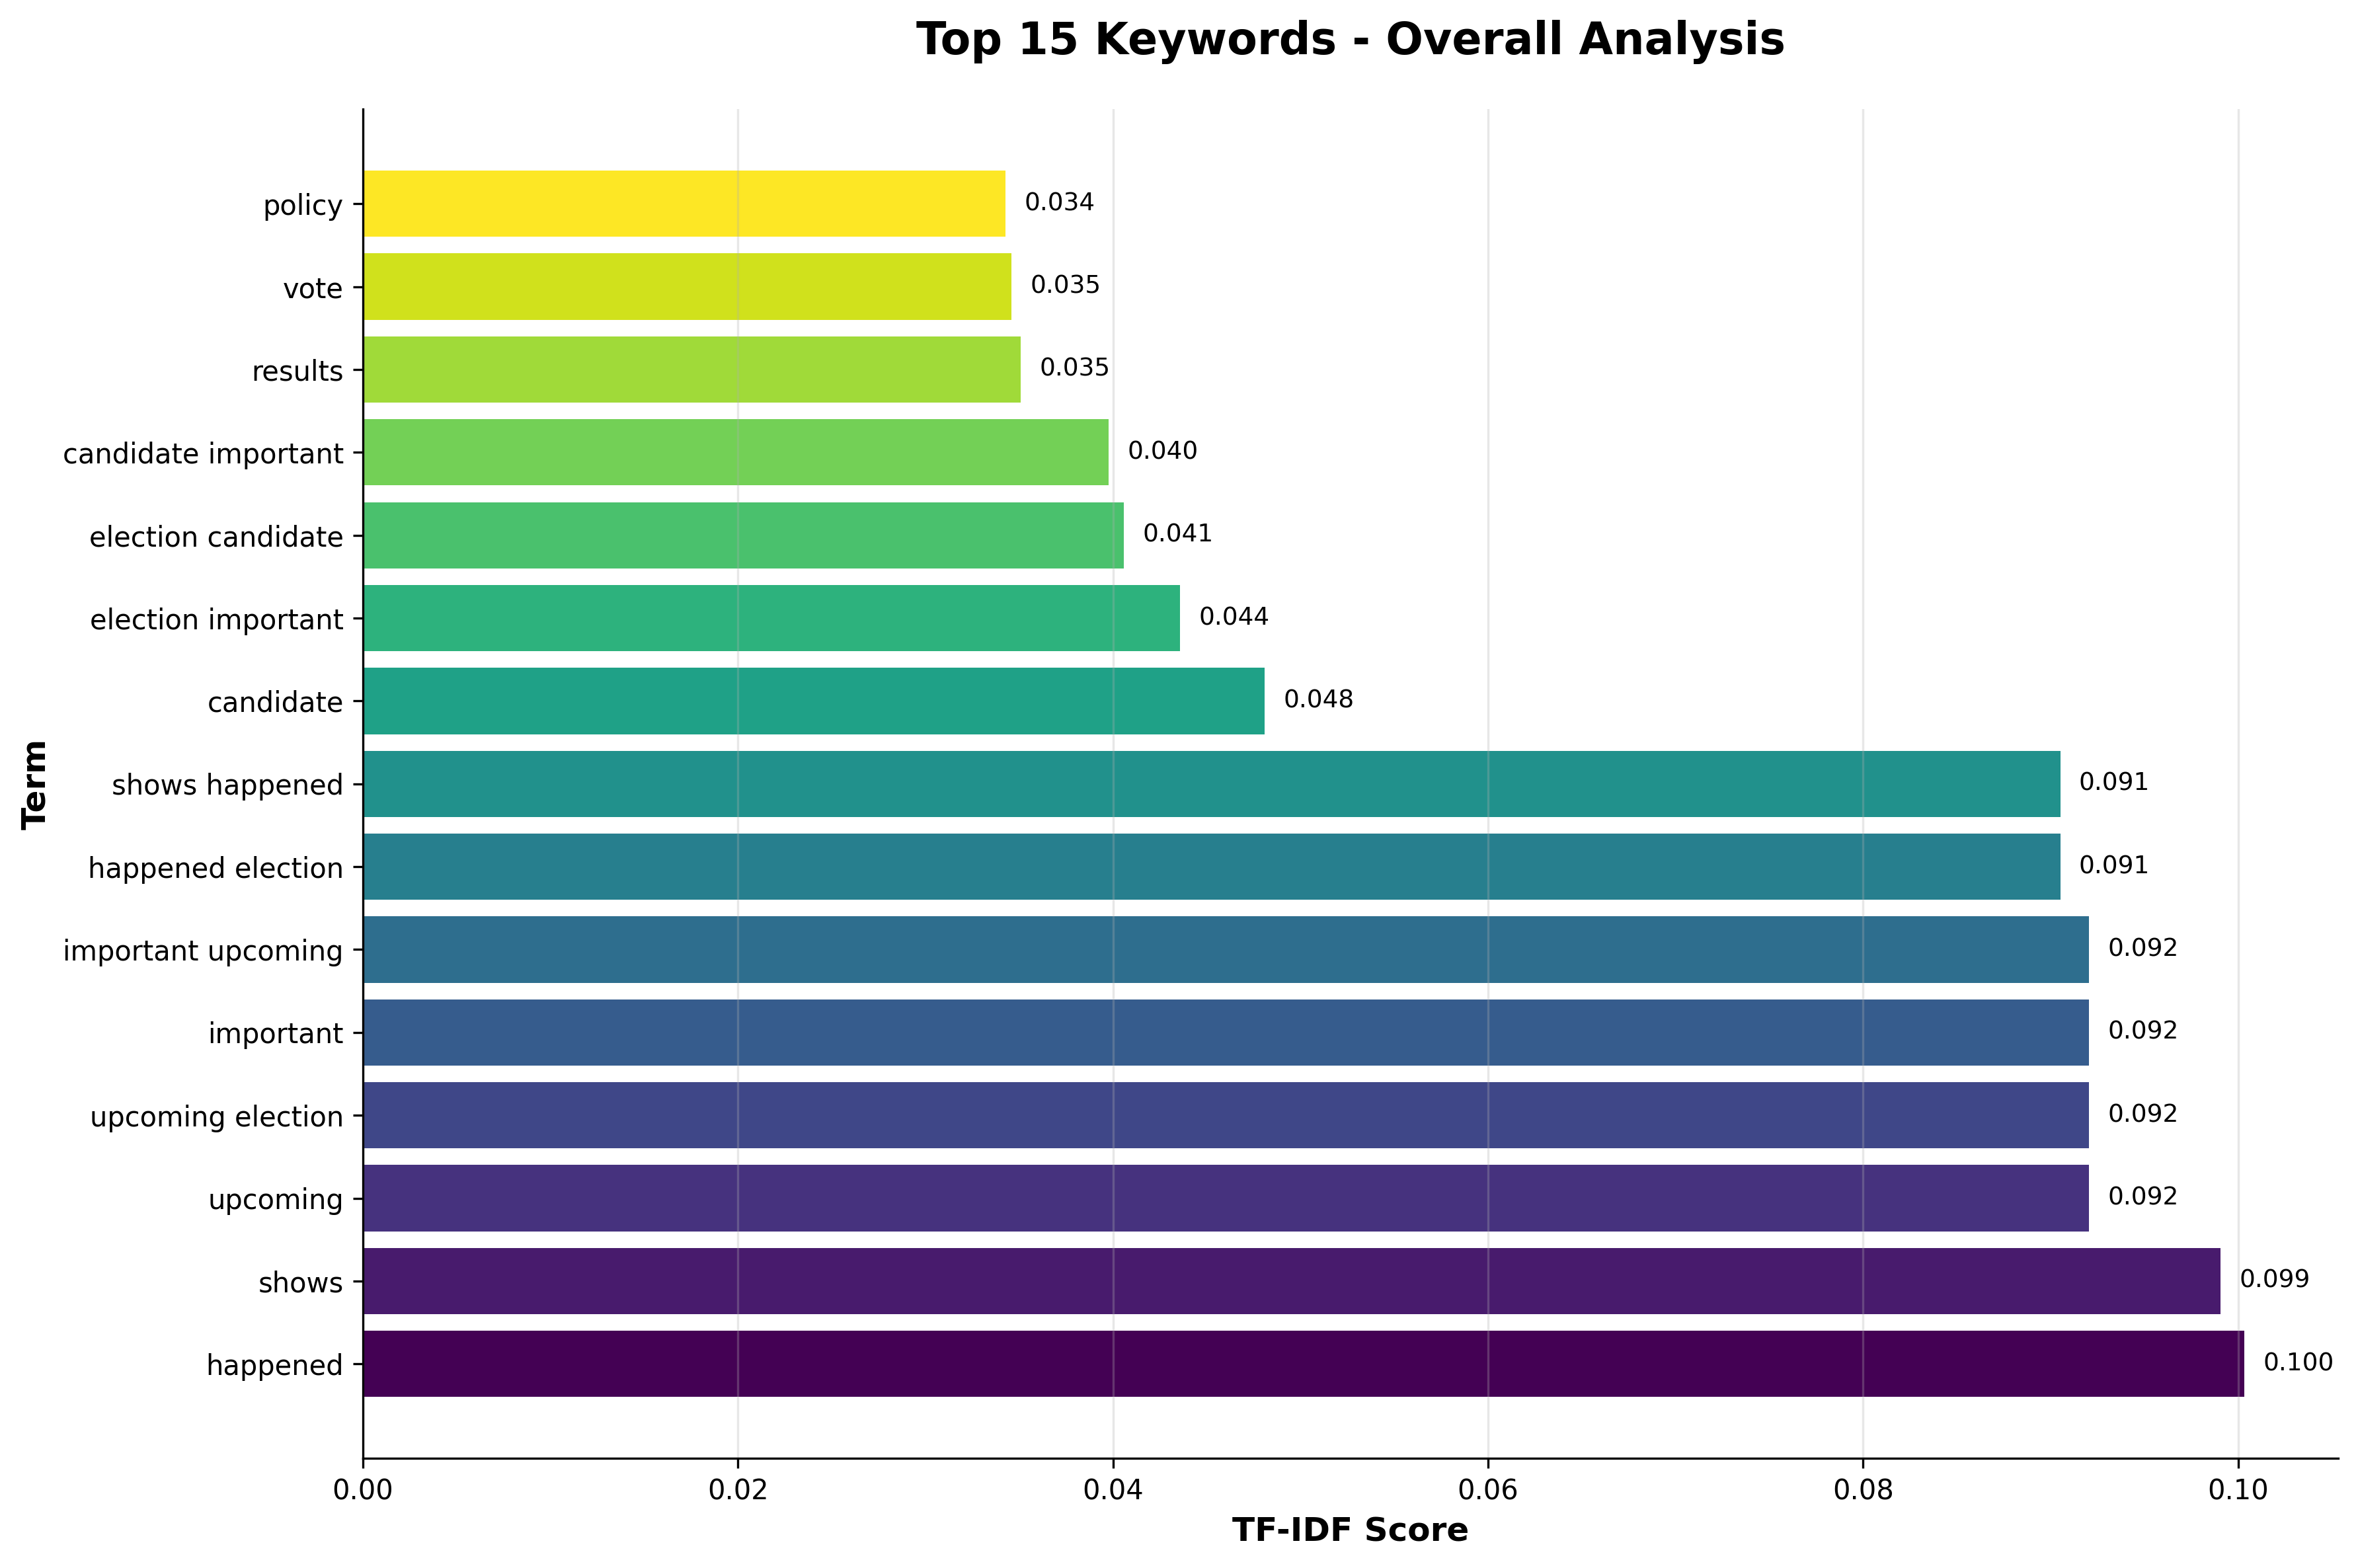 Top 15 Keywords - Overall Analysis
policy 0.034
vote 0.035
results 0.035
candidate important 0.040
election candidate 0.041
election important 0.044
candidate 0.048
shows happened 0.091
happened election 0.091
important upcoming 0.092
important 0.092
upcoming election 0.092
upcoming 0.092
shows 0.099
happened 0.100
Term
0.00 0.02 0.04 0.06 0.08 0.10
TF-IDF Score